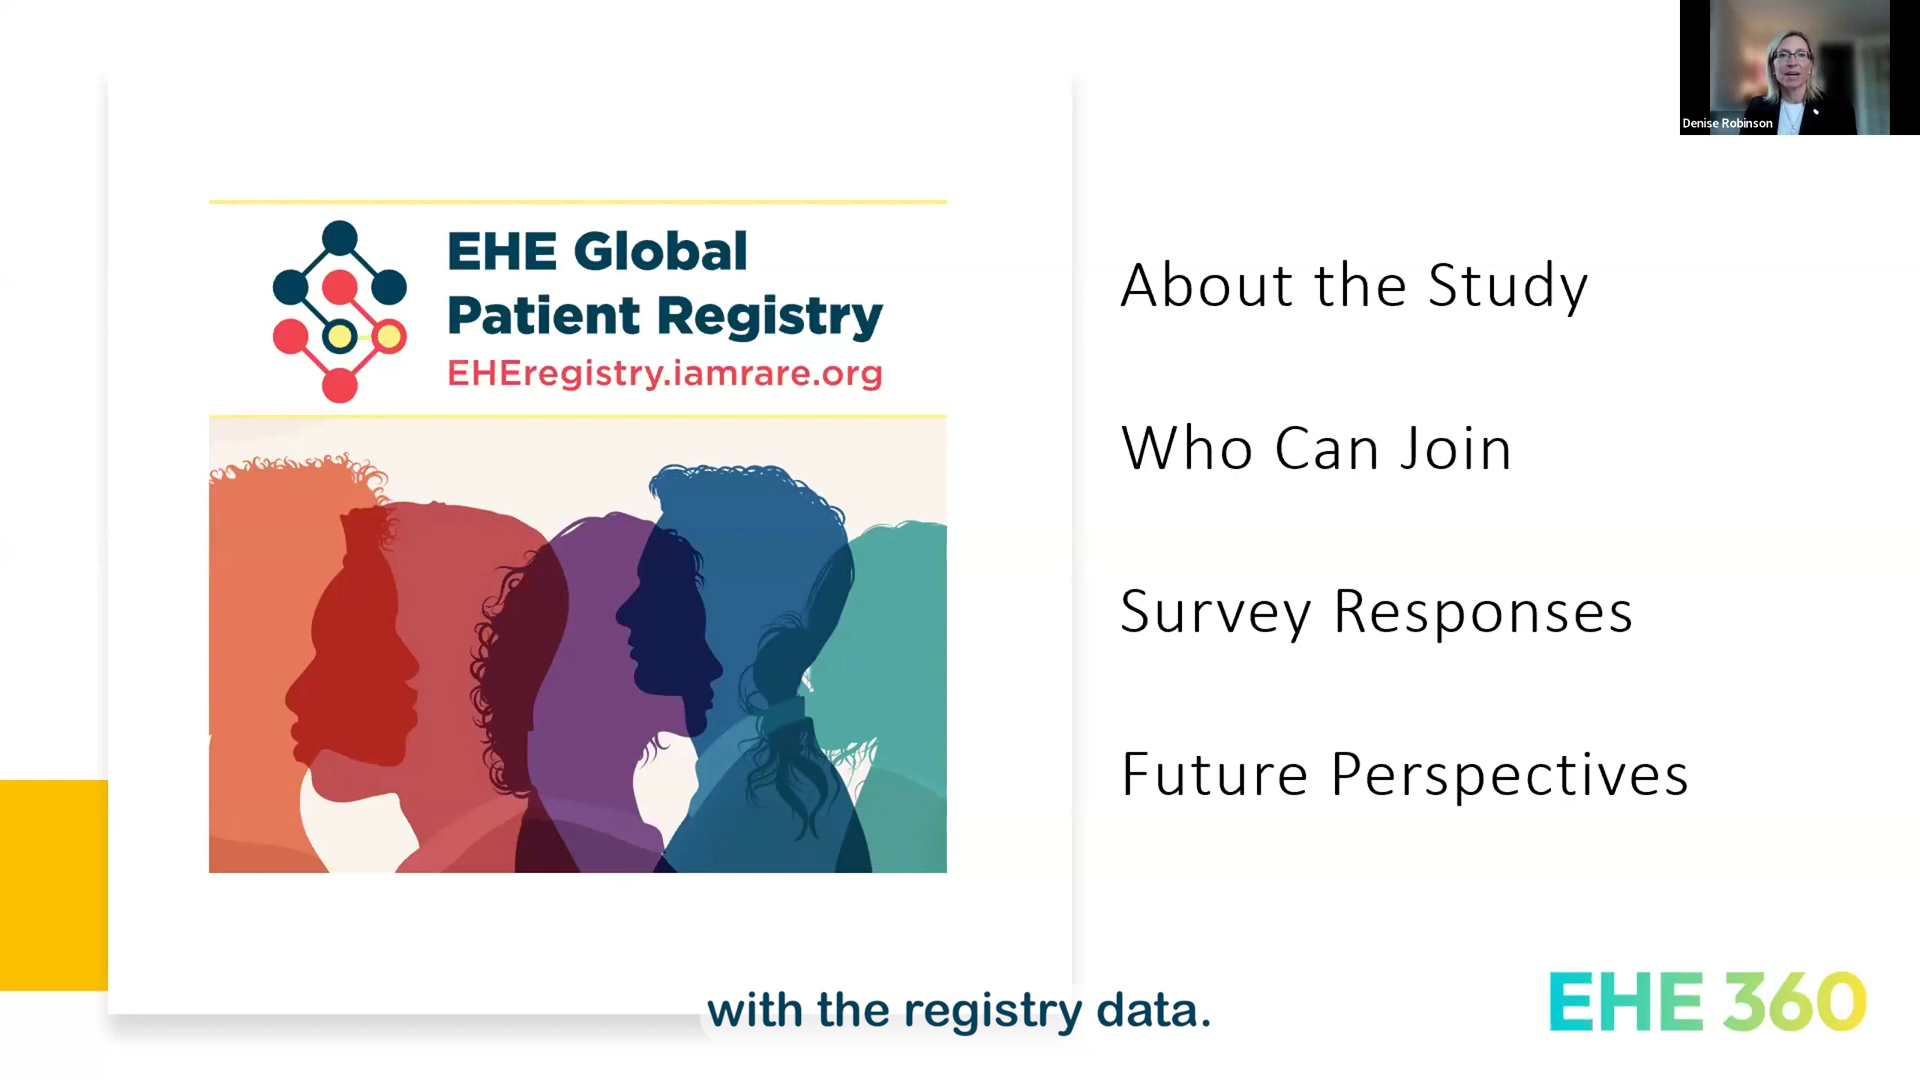 Denise Robinson
EHE Global
Patient Registry
EHEregistry.iamrare.org
About the Study
Who Can Join
Survey Responses
Future Perspectives
with the registry data.
EHE 360